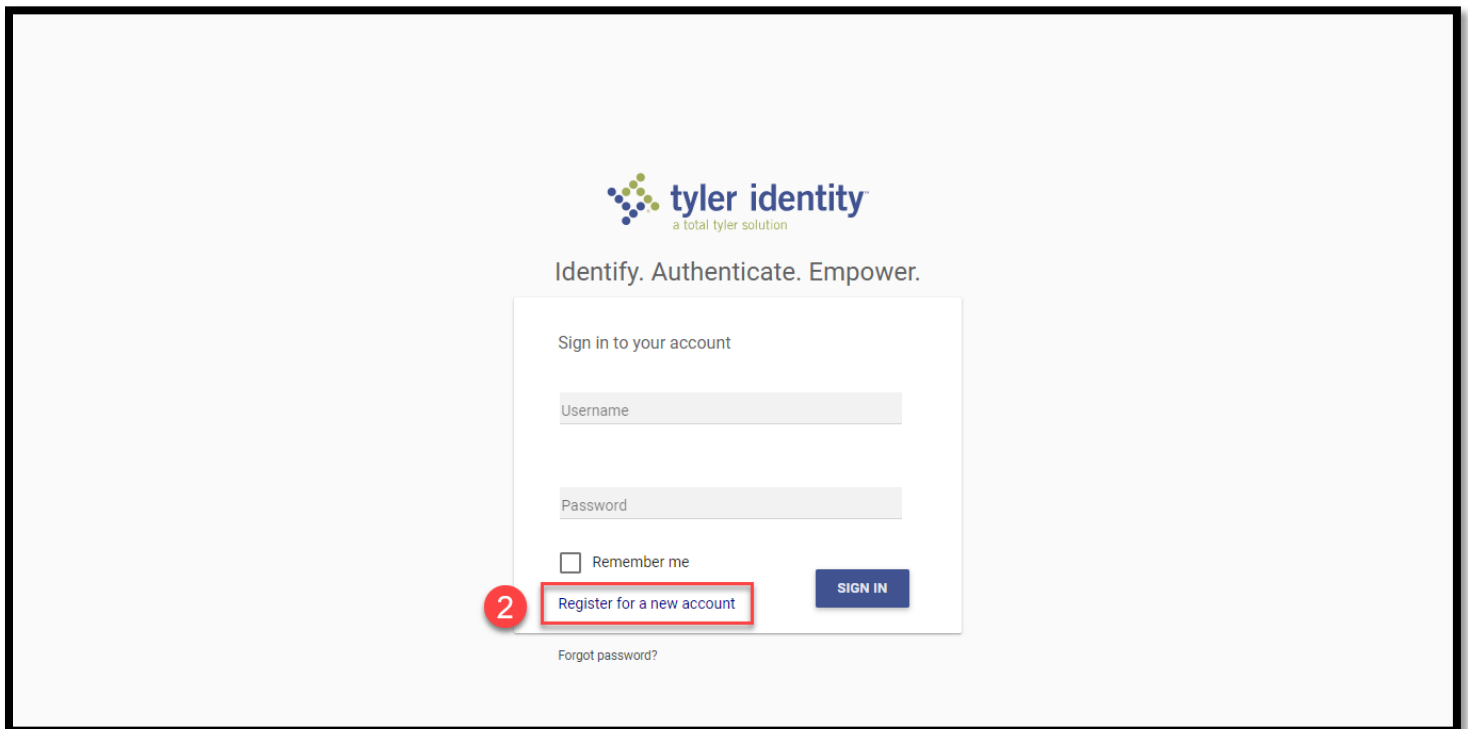 tyler identity™
a total tyler solution
Identify. Authenticate. Empower.
Sign in to your account
Username
Password
Remember me
SIGN IN
2
Register for a new account
Forgot password?